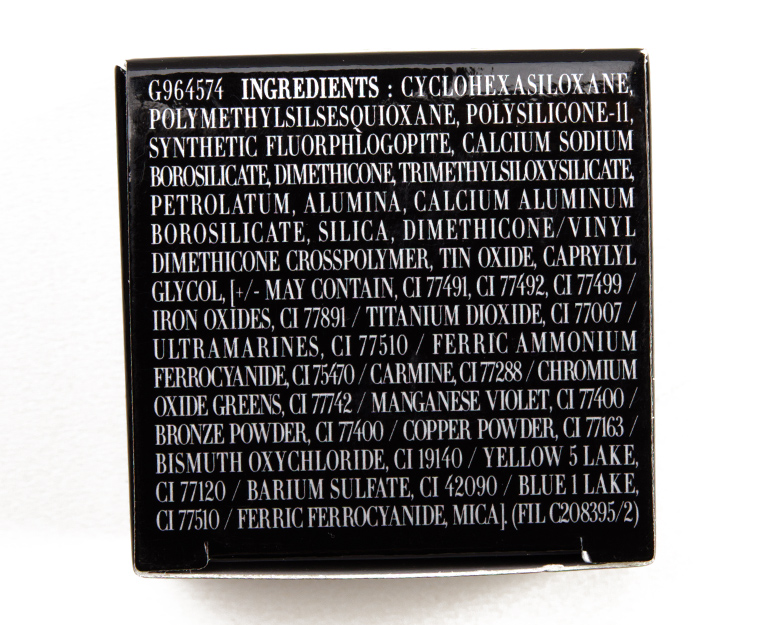 G964574 INGREDIENTS : CYCLOHEXASILOXANE,
POLYMETHYLSILSESQUIOXANE, POLYSILICONE-11,
SYNTHETIC FLUORPHLOGOPITE, CALCIUM SODIUM
BOROSILICATE, DIMETHICONE, TRIMETHYLSILOXYSILICATE,
PETROLATUM, ALUMINA, CALCIUM ALUMINUM
BOROSILICATE, SILICA, DIMETHICONE/VINYL
DIMETHICONE CROSSPOLYMER, TIN OXIDE, CAPRYLYL
GLYCOL, [+/- MAY CONTAIN, CI 77491, CI 77492, CI 77499 /
IRON OXIDES, CI 77891 / TITANIUM DIOXIDE, CI 77007 /
ULTRAMARINES, CI 77510 / FERRIC AMMONIUM
FERROCYANIDE, CI 75470 / CARMINE, CI 77288 / CHROMIUM
OXIDE GREENS, CI 77742 / MANGANESE VIOLET, CI 77400 /
BRONZE POWDER, CI 77400 / COPPER POWDER, CI 77163 /
BISMUTH OXYCHLORIDE, CI 19140 / YELLOW 5 LAKE,
CI 77120 / BARIUM SULFATE, CI 42090 / BLUE 1 LAKE,
CI 77510 / FERRIC FERROCYANIDE, MICA]. (FIL C208395/2)